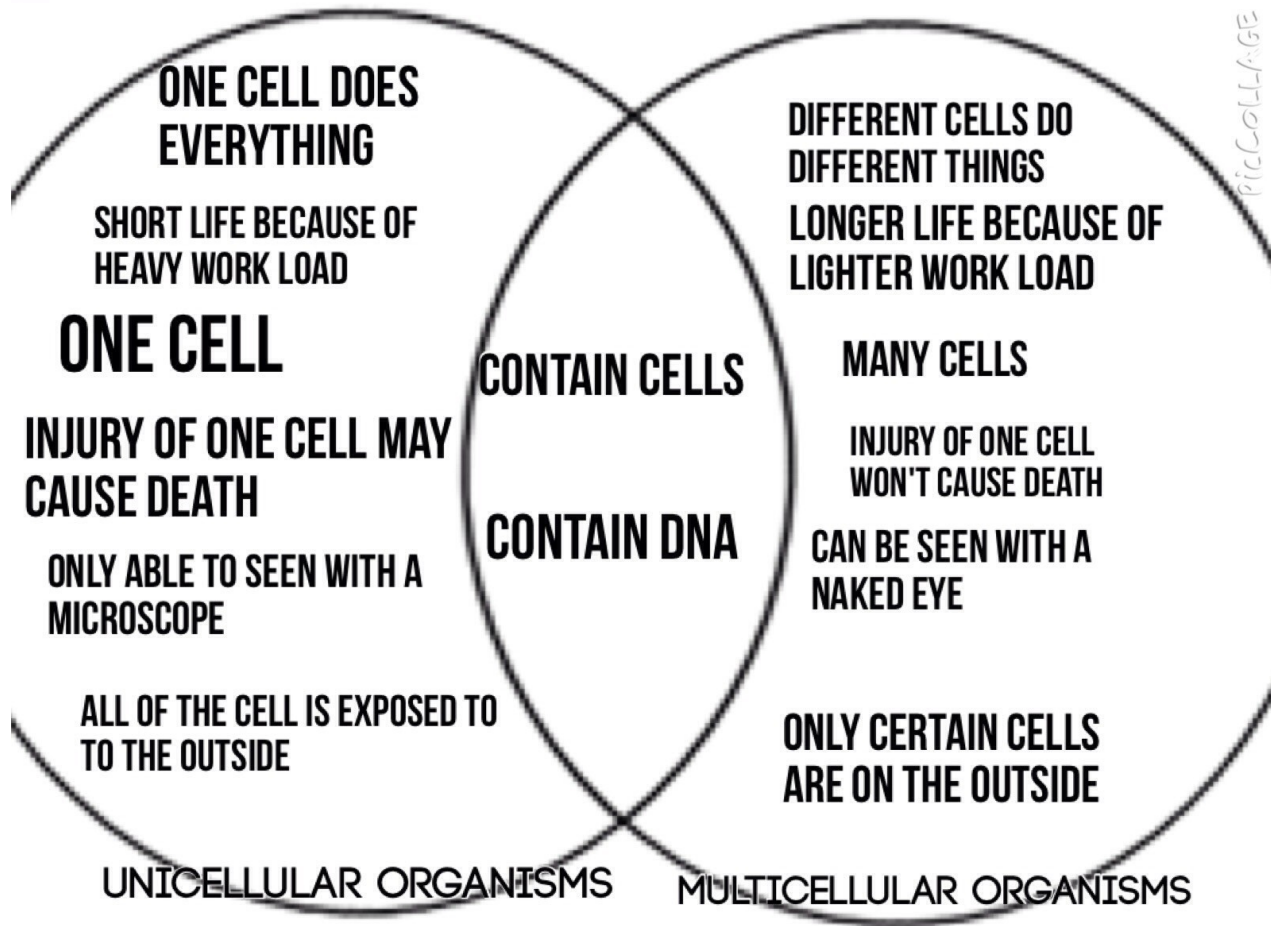 ONE CELL DOES
EVERYTHING
SHORT LIFE BECAUSE OF
HEAVY WORK LOAD
ONE CELL
INJURY OF ONE CELL MAY
CAUSE DEATH
ONLY ABLE TO SEEN WITH A
MICROSCOPE
ALL OF THE CELL IS EXPOSED TO
TO THE OUTSIDE
UNICELLULAR ORGANISMS
CONTAIN CELLS
CONTAIN DNA
DIFFERENT CELLS DO
DIFFERENT THINGS
LONGER LIFE BECAUSE OF
LIGHTER WORK LOAD
MANY CELLS
INJURY OF ONE CELL
WON'T CAUSE DEATH
CAN BE SEEN WITH A
NAKED EYE
ONLY CERTAIN CELLS
ARE ON THE OUTSIDE
MULTICELLULAR ORGANISMS
PiCCOLLAGE